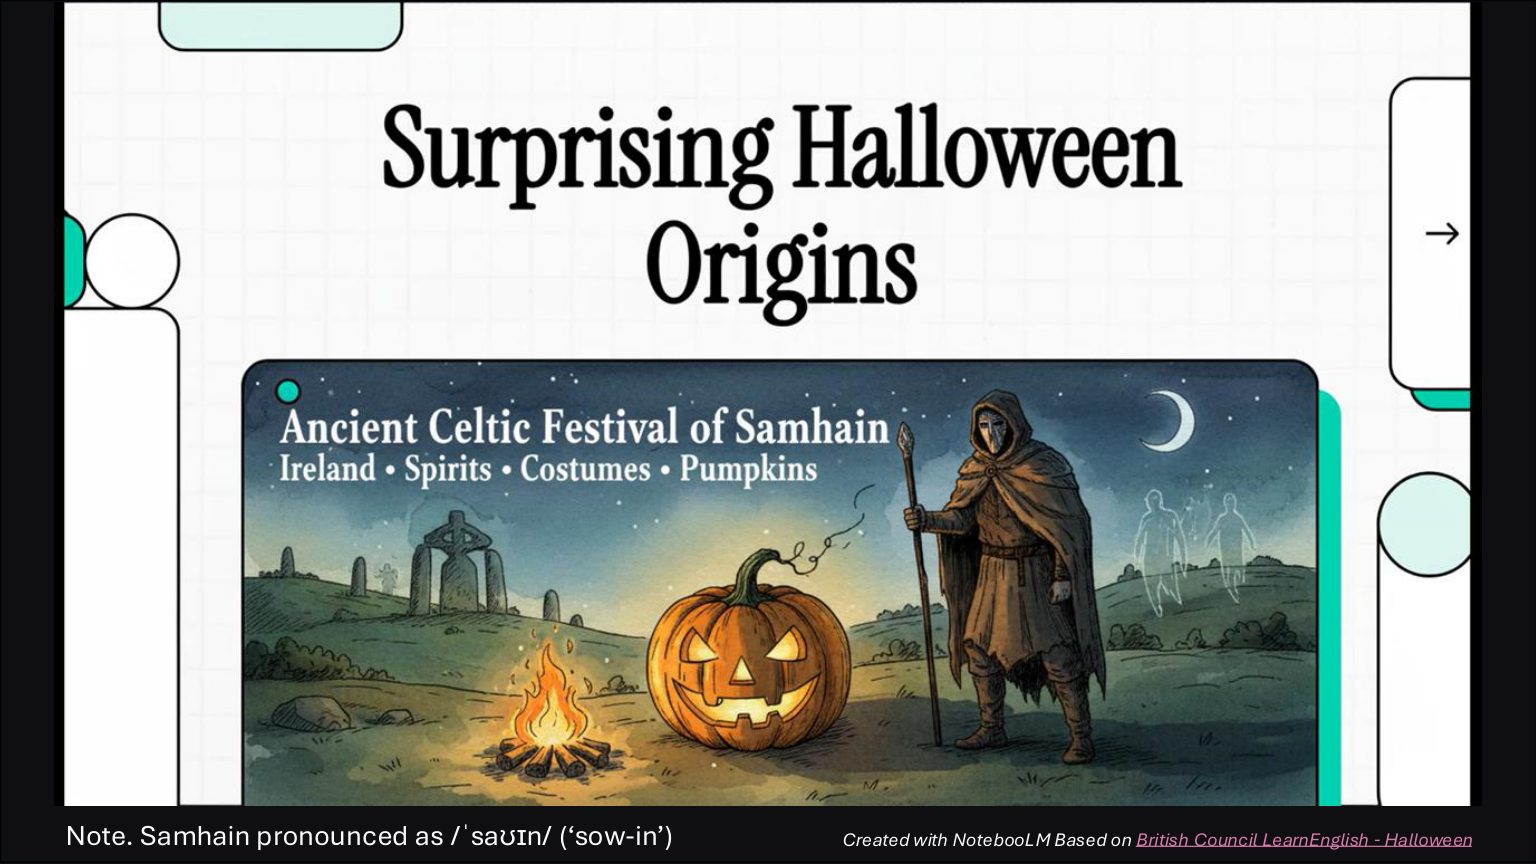 Surprising Halloween
Origins
Ancient Celtic Festival of Samhain
Ireland • Spirits • Costumes • Pumpkins
Note. Samhain pronounced as /ˈsaʊɪn/ (‘sow-in’)
Created with NotebooLM Based on British Council LearnEnglish - Halloween